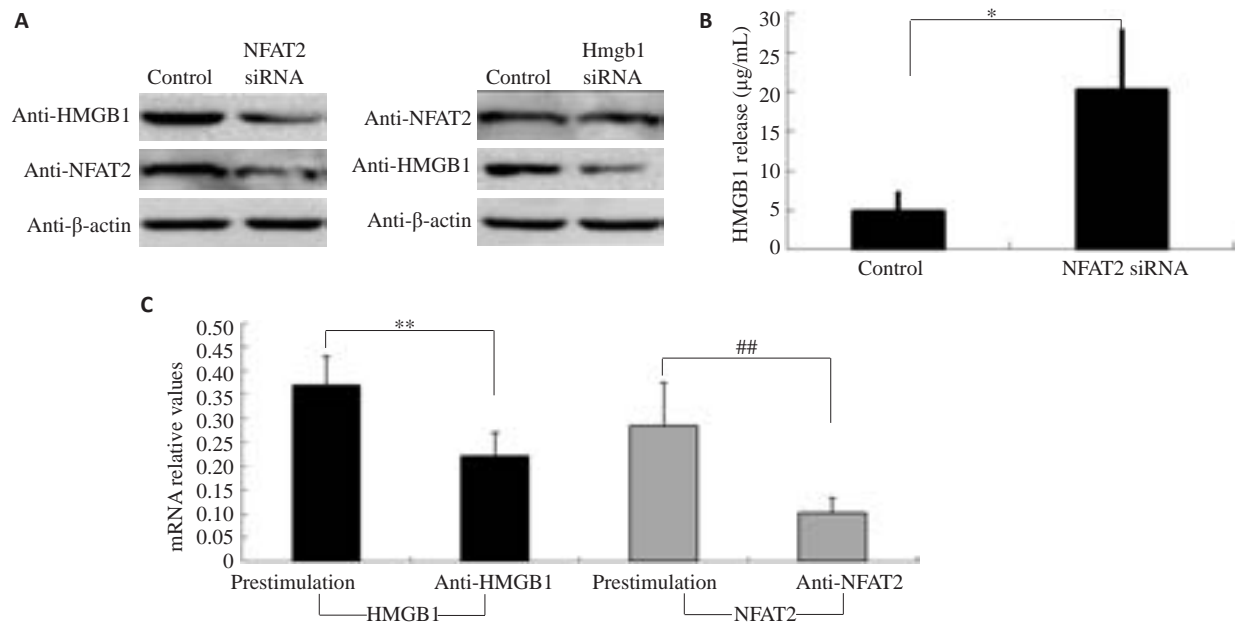 A
Control
NFAT2
siRNA
Anti-HMGB1
Anti-NFAT2
Anti-β-actin
Control
Hmgb1
siRNA
Anti-NFAT2
Anti-HMGB1
Anti-β-actin
B
HMGB1 release (μg/mL)
30
25
20
15
10
5
0
*
Control
NFAT2 siRNA
C
mRNA relative values
0.50
0.45
0.40
0.35
0.30
0.25
0.20
0.15
0.10
0.05
0
**
##
Prestimulation
Anti-HMGB1
Prestimulation
Anti-NFAT2
HMGB1
NFAT2